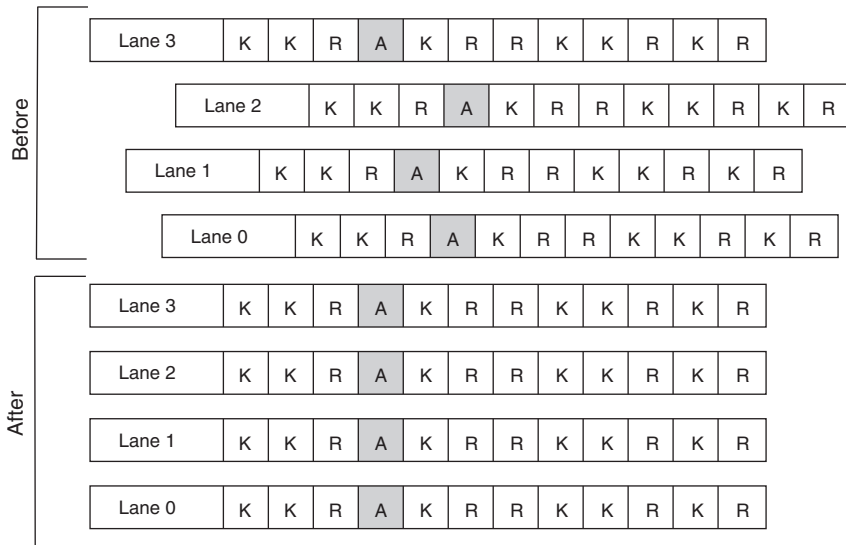 Before
Lane 3 K K R A K R R K K R K R
Lane 2 K K R A K R R K K R K R
Lane 1 K K R A K R R K K R K R
Lane 0 K K R A K R R K K R K R
After
Lane 3 K K R A K R R K K R K R
Lane 2 K K R A K R R K K R K R
Lane 1 K K R A K R R K K R K R
Lane 0 K K R A K R R K K R K R